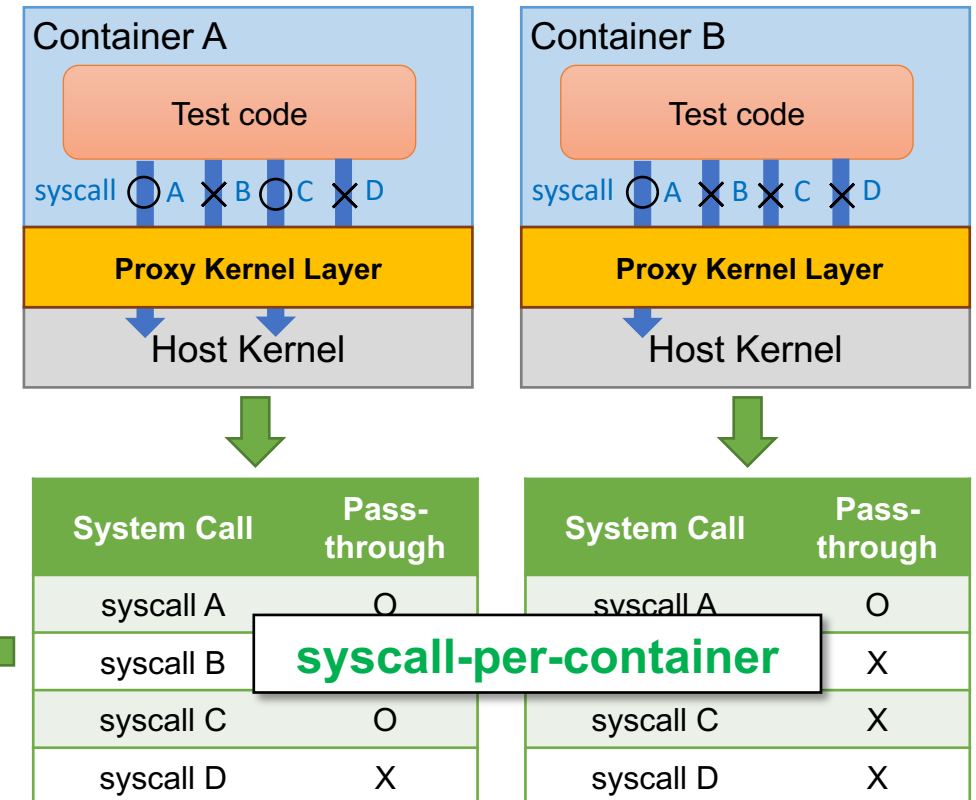 Container A
Test code
syscall A B C D
Proxy Kernel Layer
Host Kernel
Container B
Test code
syscall A B C D
Proxy Kernel Layer
Host Kernel
System Call Pass-
through
syscall A O
syscall B
syscall C O
syscall D X
syscall-per-container
System Call Pass-
through
syscall A O
X
syscall C X
syscall D X